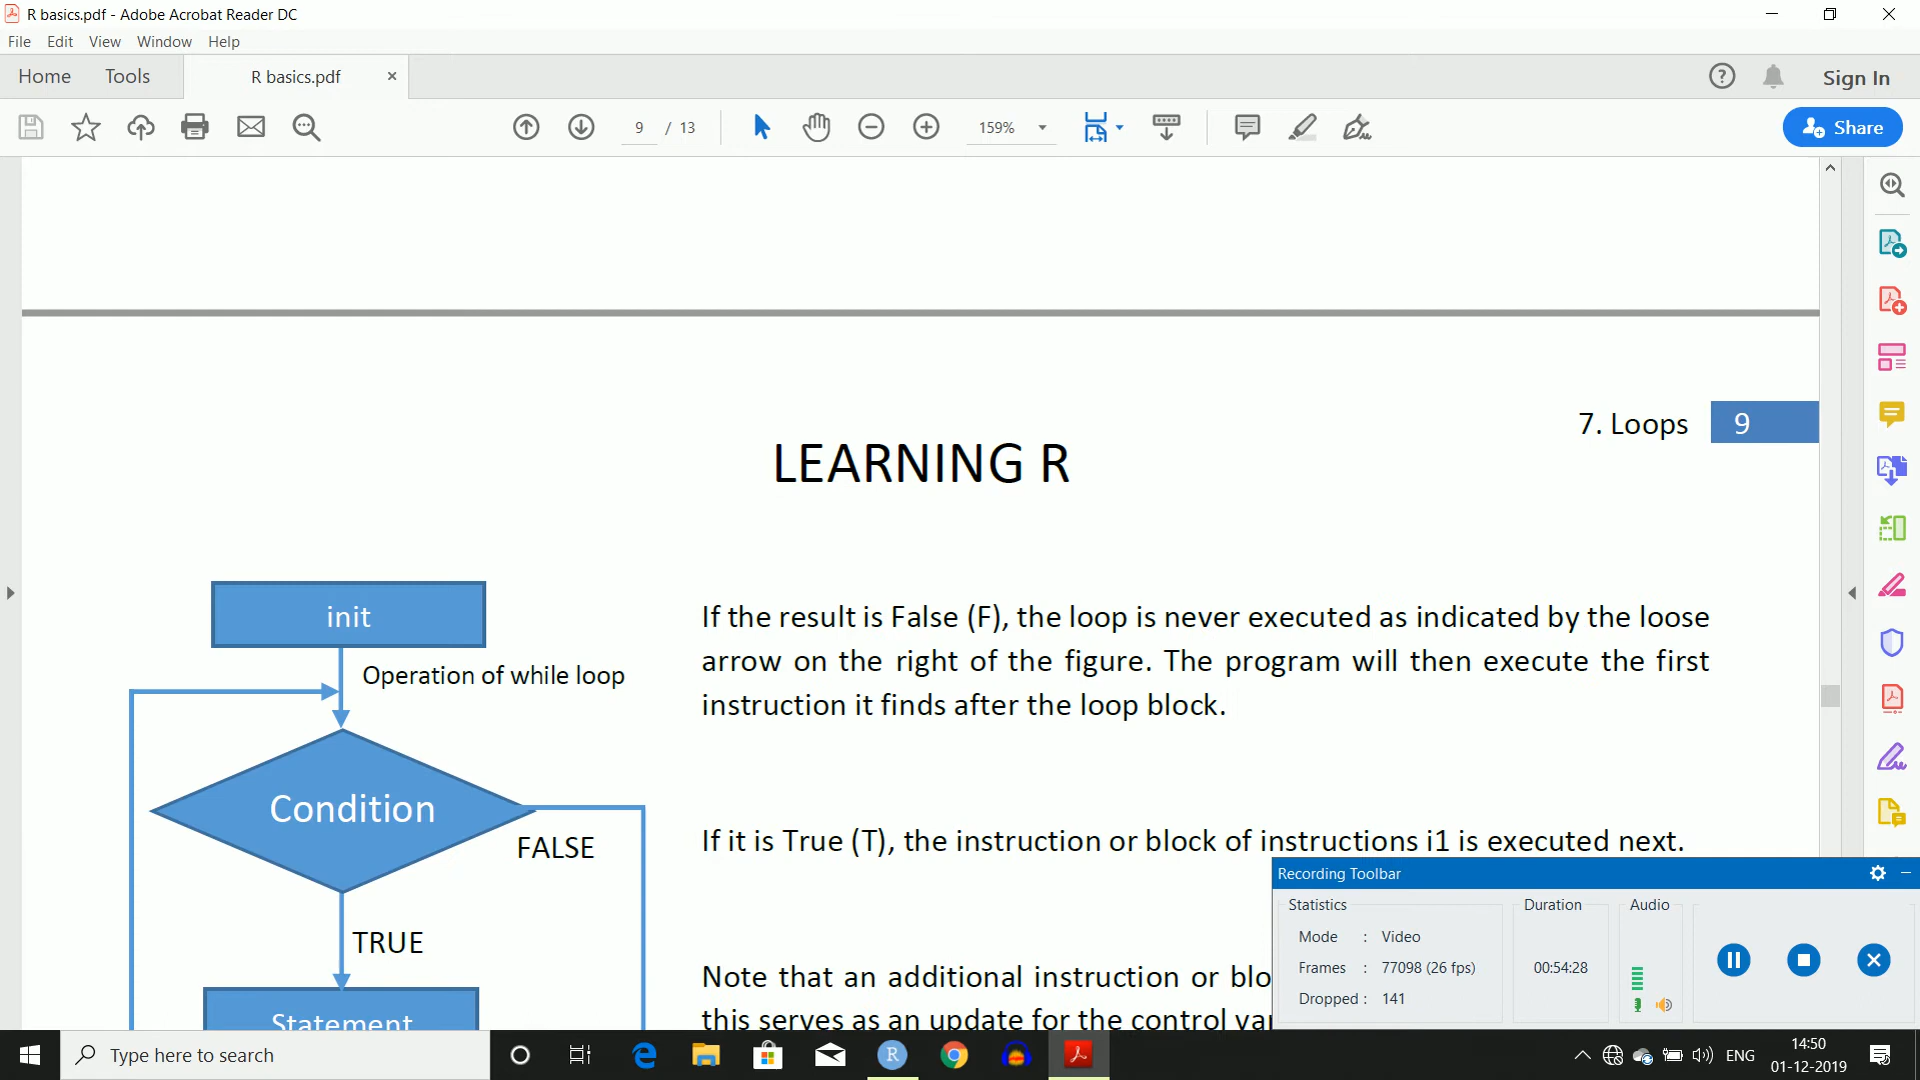 R basics.pdf - Adobe Acrobat Reader DC
File Edit View Window Help
Home Tools R basics.pdf
Sign In
9 / 13
159%
Share
7. Loops 9
LEARNING R
init
Operation of while loop
Condition
FALSE
TRUE
Statement
If the result is False (F), the loop is never executed as indicated by the loose
arrow on the right of the figure. The program will then execute the first
instruction it finds after the loop block.
If it is True (T), the instruction or block of instructions i1 is executed next.
Note that an additional instruction or blo
this serves as an update for the control va
Recording Toolbar
Statistics Duration Audio
Mode : Video
Frames : 77098 (26 fps) 00:54:28
Dropped : 141
Type here to search
ENG
14:50
01-12-2019